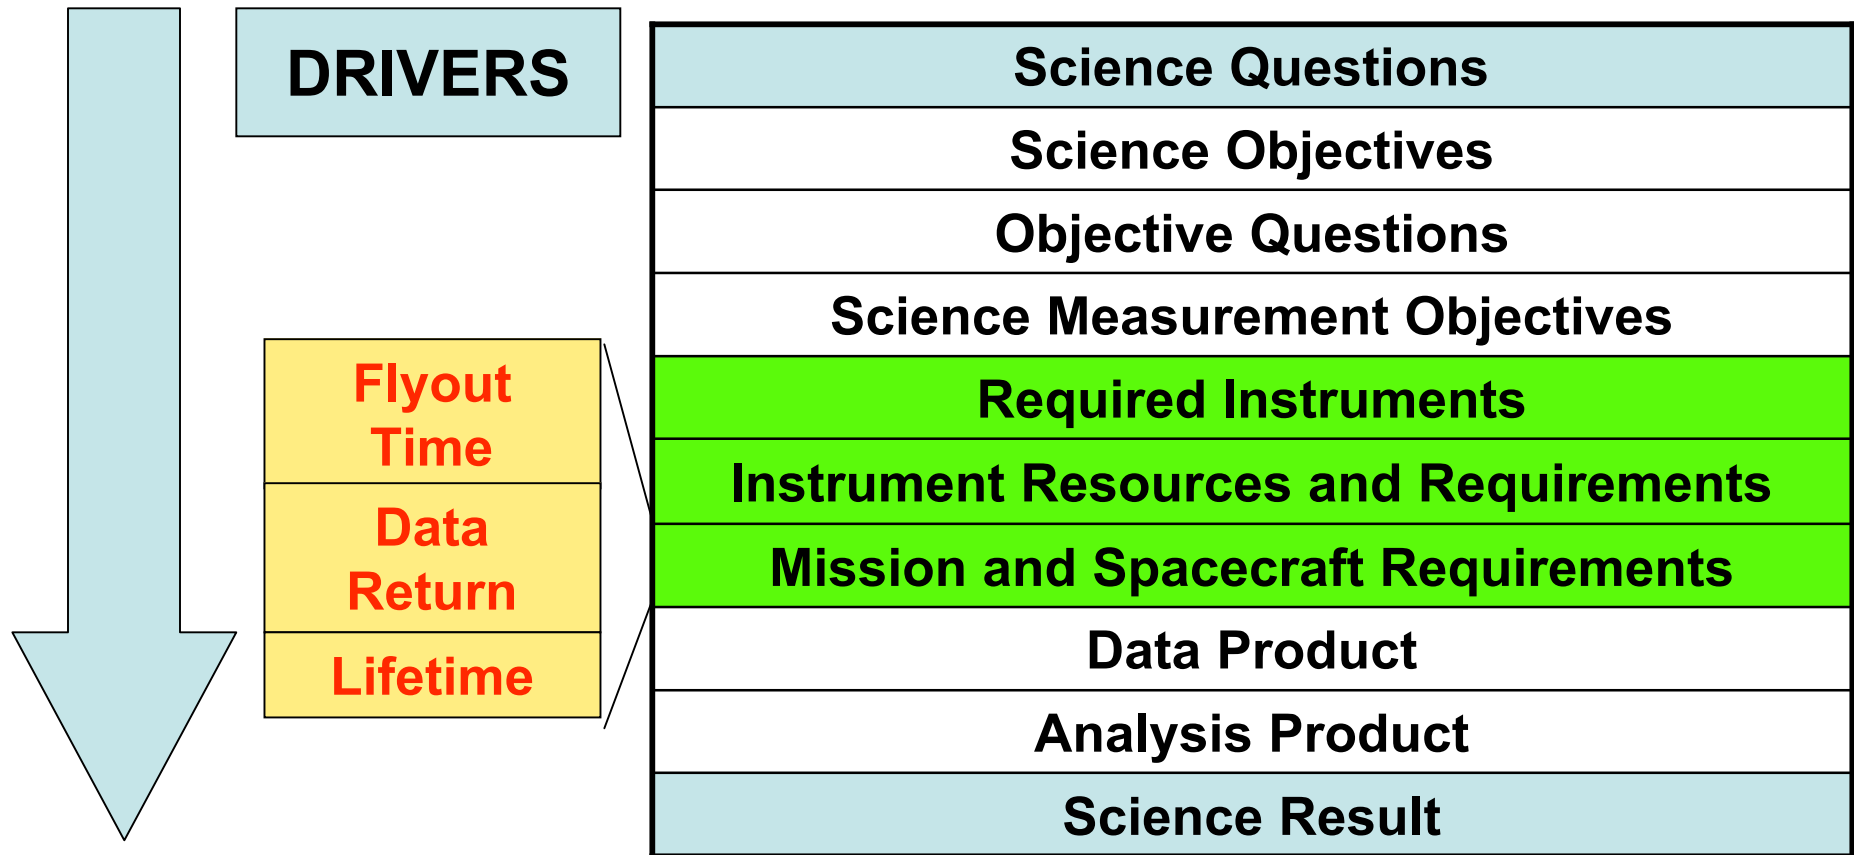 DRIVERS
Science Questions
Science Objectives
Objective Questions
Science Measurement Objectives
Flyout
Time
Data
Return
Lifetime
Required Instruments
Instrument Resources and Requirements
Mission and Spacecraft Requirements
Data Product
Analysis Product
Science Result